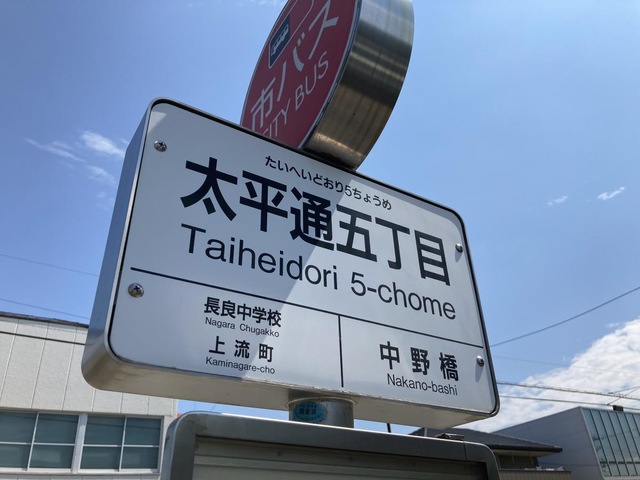 市バス
CITY BUS
たいへいどおり5ちょうめ
太平通五丁目
Taiheidori 5-chome
長良中学校
Nagara Chugakko
上流町
Kaminagare-cho
中野橋
Nakano-bashi